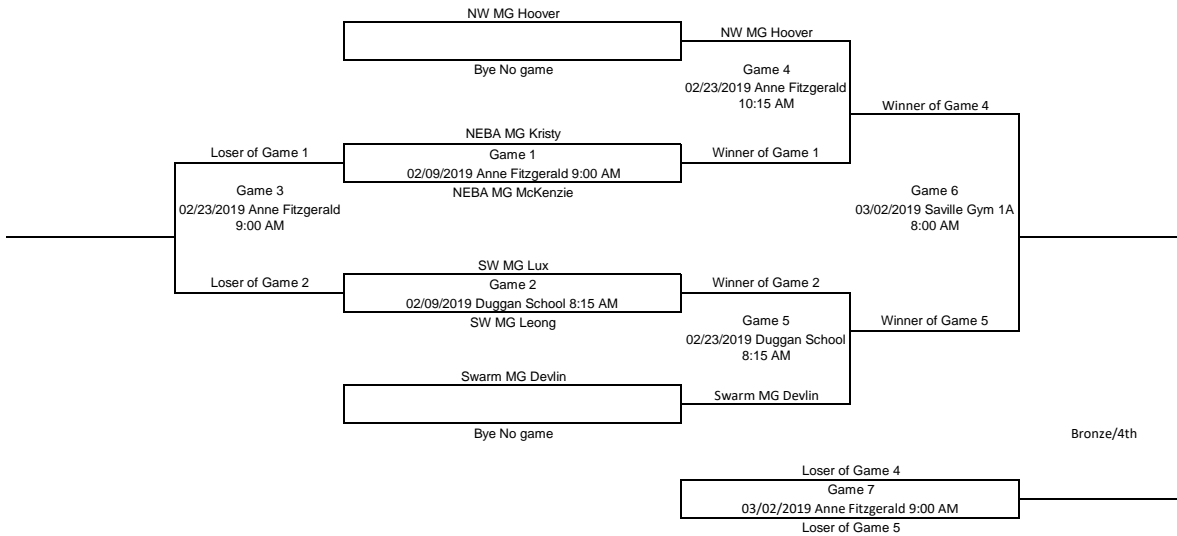 NW MG Hoover
NW MG Hoover
Bye No game
Game 4
02/23/2019 Anne Fitzgerald
10:15 AM
Winner of Game 4
NEBA MG Kristy
Loser of Game 1
Game 1
Winner of Game 1
02/09/2019 Anne Fitzgerald 9:00 AM
NEBA MG McKenzie
Game 3
02/23/2019 Anne Fitzgerald
9:00 AM
Game 6
03/02/2019 Saville Gym 1A
8:00 AM
SW MG Lux
Loser of Game 2
Game 2
Winner of Game 2
02/09/2019 Duggan School 8:15 AM
SW MG Leong
Game 5
02/23/2019 Duggan School
8:15 AM
Winner of Game 5
Swarm MG Devlin
Swarm MG Devlin
Bye No game
Bronze/4th
Loser of Game 4
Game 7
03/02/2019 Anne Fitzgerald 9:00 AM
Loser of Game 5